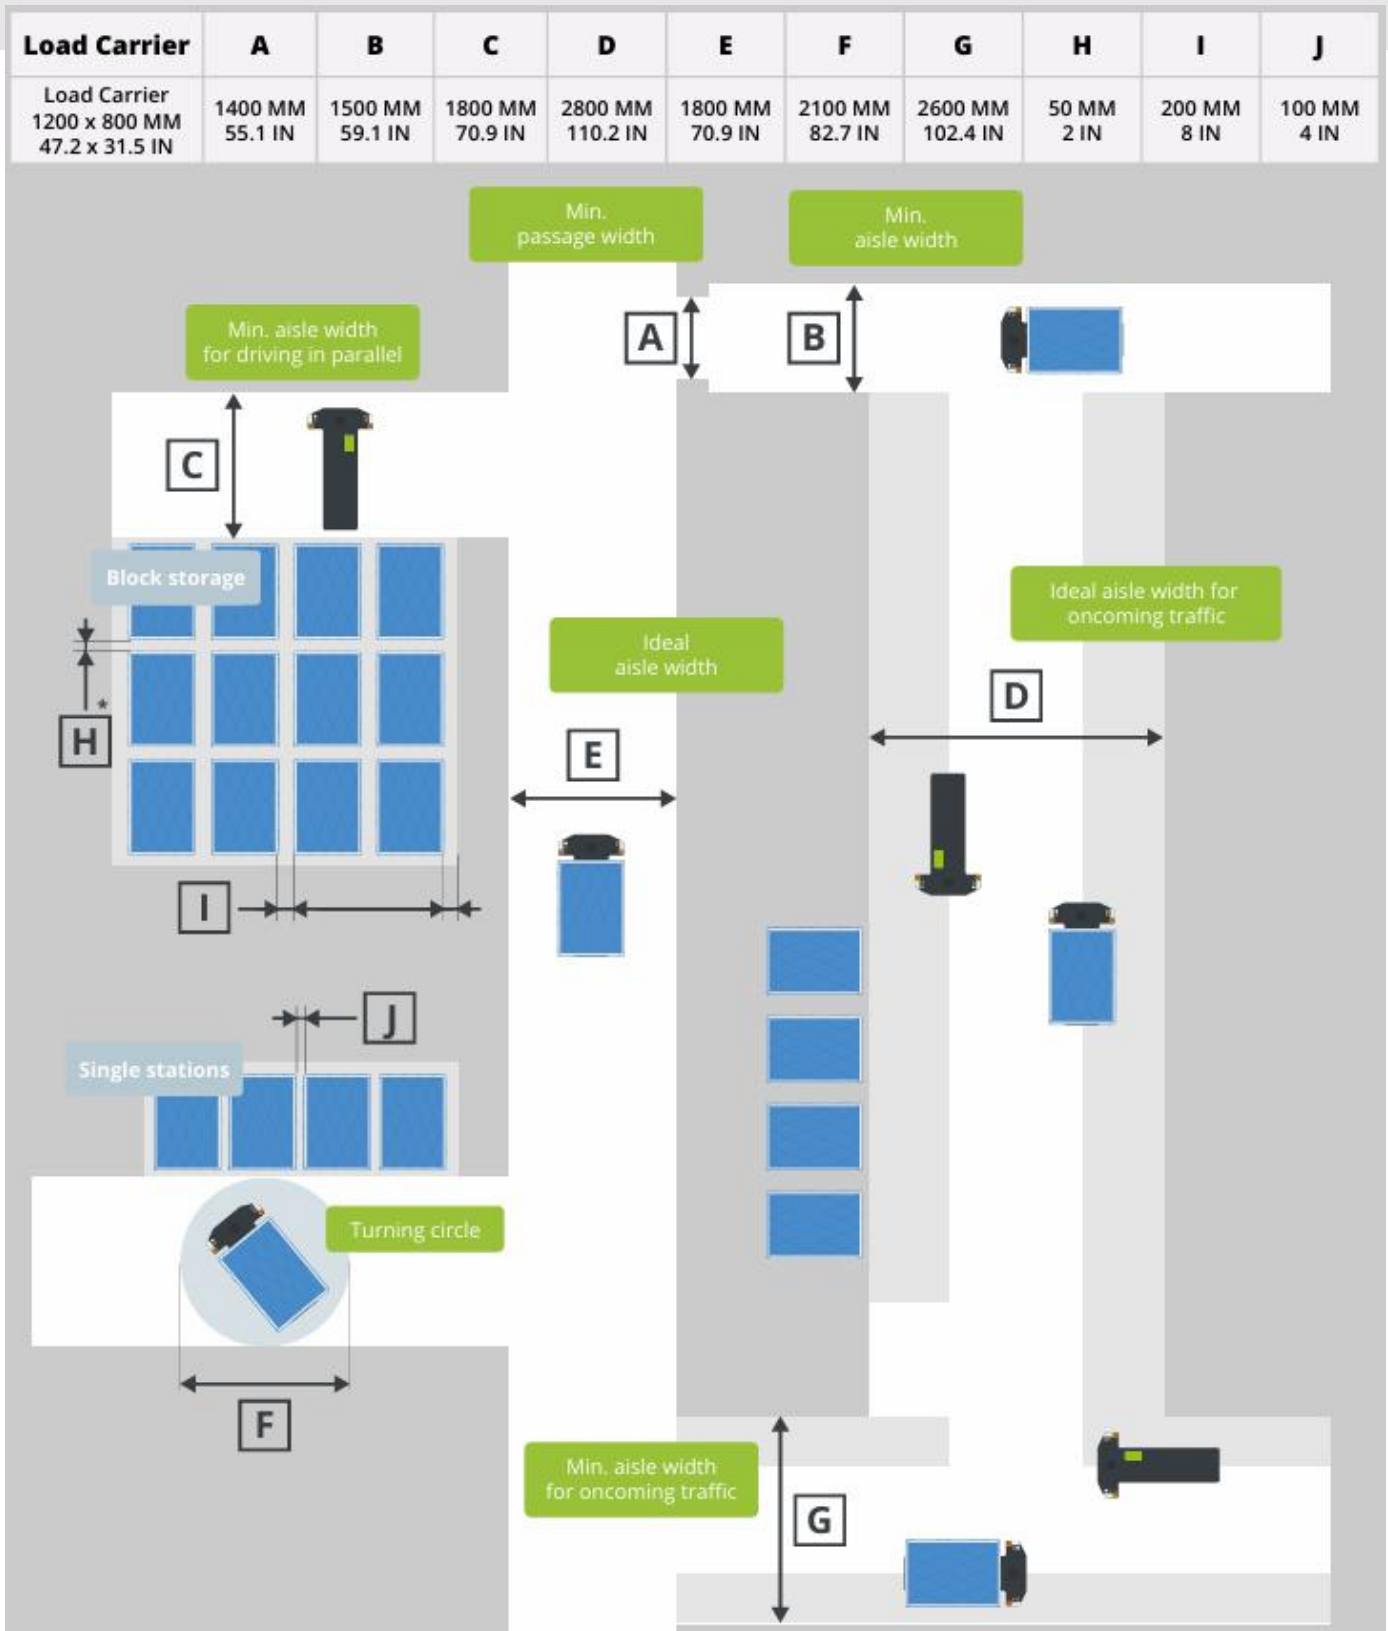 Load Carrier A B C D E F G H I J
Load Carrier
1200 x 800 MM
47.2 x 31.5 IN
1400 MM
55.1 IN
1500 MM
59.1 IN
1800 MM
70.9 IN
2800 MM
110.2 IN
1800 MM
70.9 IN
2100 MM
82.7 IN
2600 MM
102.4 IN
50 MM
2 IN
200 MM
8 IN
100 MM
4 IN
Min.
passage width
Min.
aisle width
Min. aisle width
for driving in parallel
A
B
C
Block storage
Ideal aisle width for
oncoming traffic
Ideal
aisle width
D
*
H
E
I
J
Single stations
Turning circle
F
Min. aisle width
for oncoming traffic
G